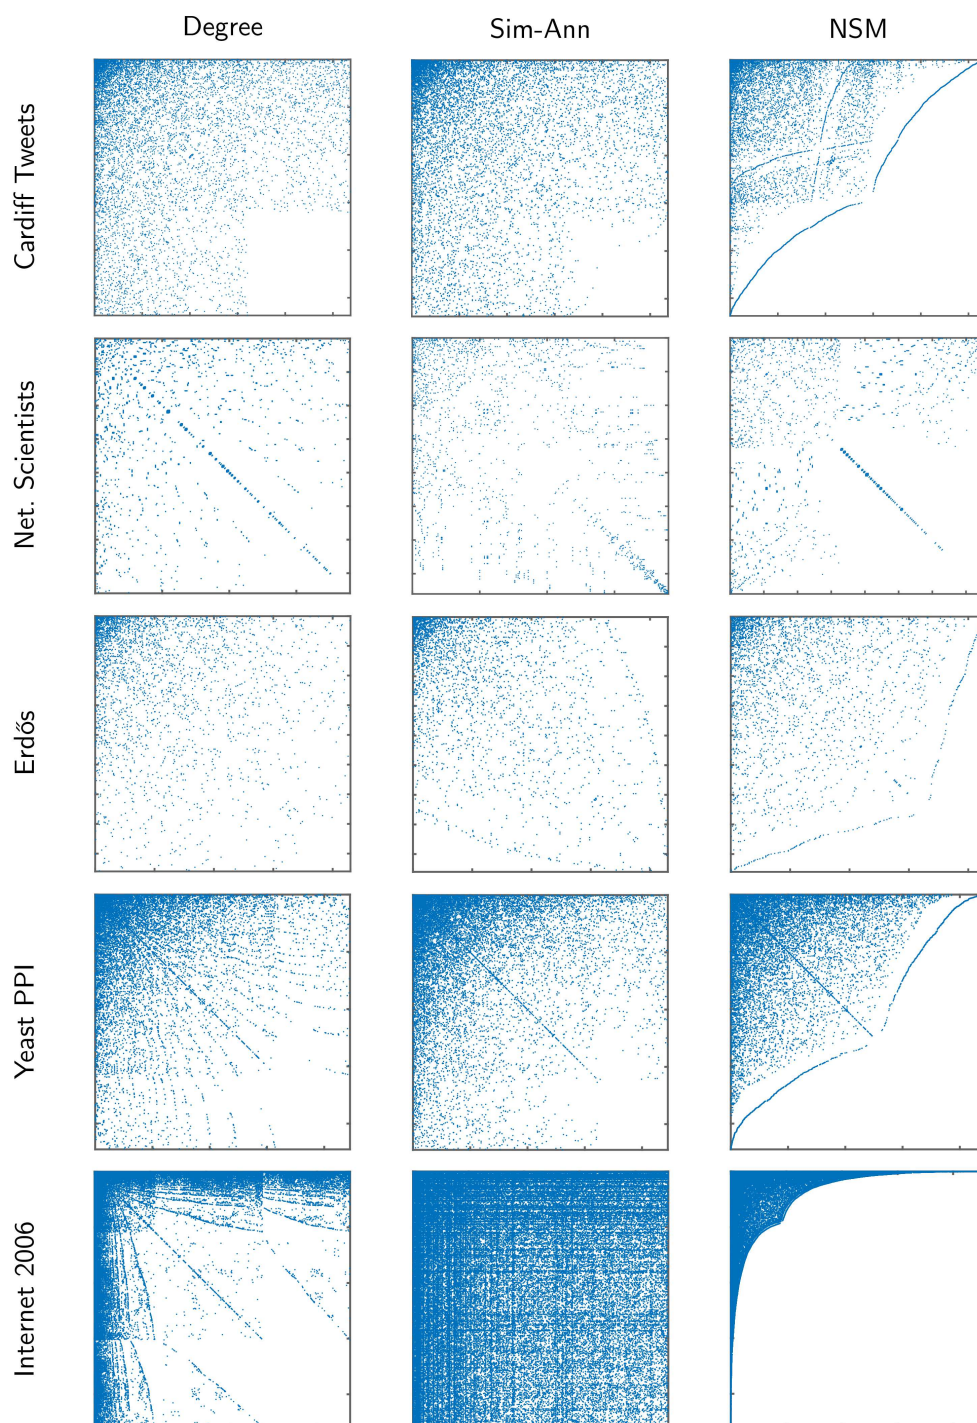 Degree
Sim-Ann
NSM
Cardiff Tweets
Net. Scientists
Erdős
Yeast PPI
Internet 2006